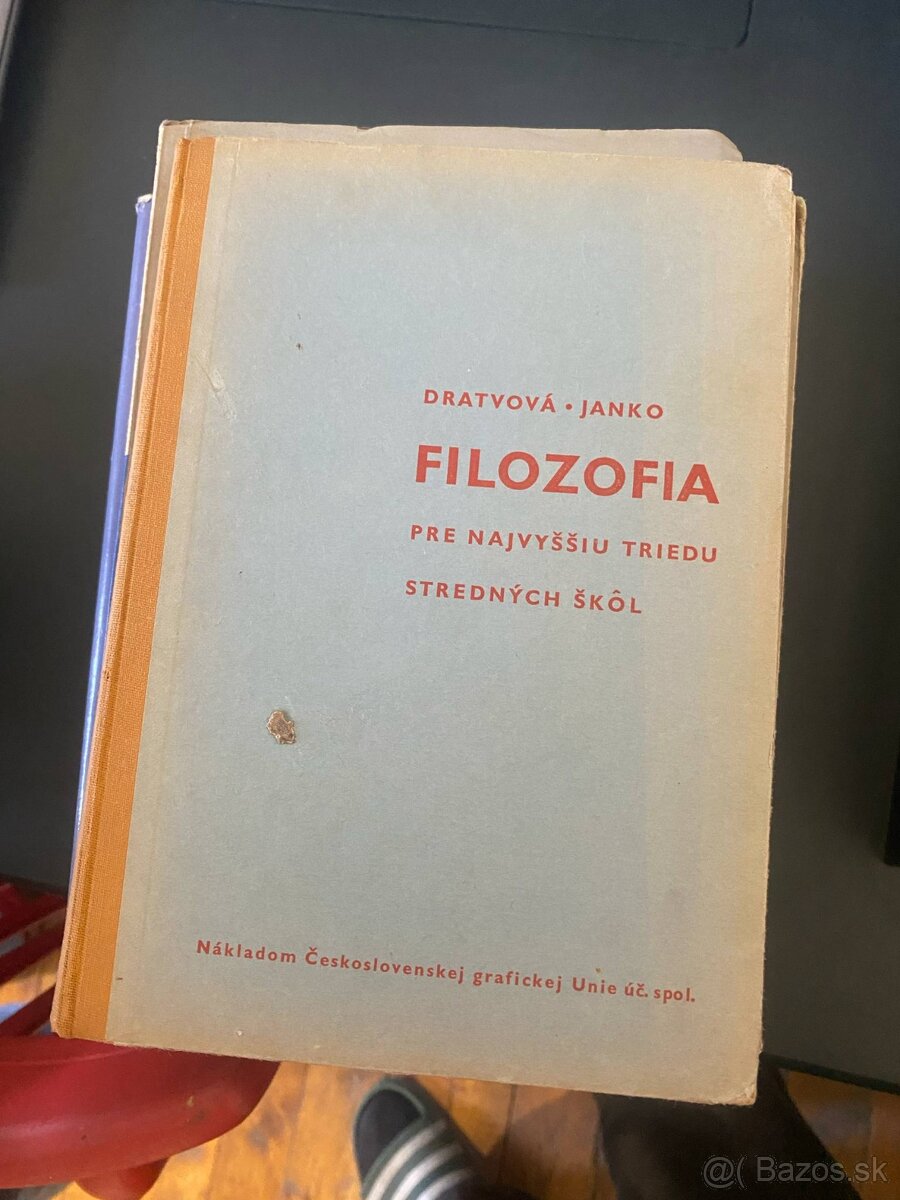 DRATVOVÁ • JANKO
FILOZOFIA
PRE NAJVYŠŠIU TRIEDU
STREDNÝCH ŠKÔL
Nákladom Československej grafickej Unie úč. spol.
@( Bazos.sk